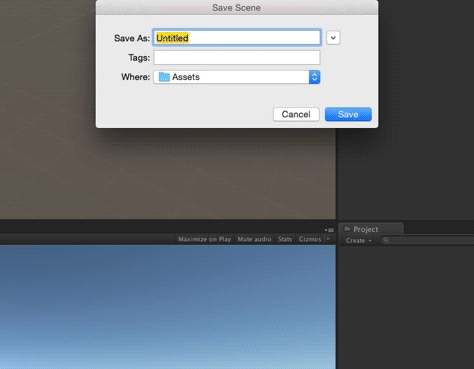 Save Scene
Save As: Untitled
Tags:
Where: Assets
Cancel Save
Maximize on Play Mute audio Stats Gizmos
Project
Create